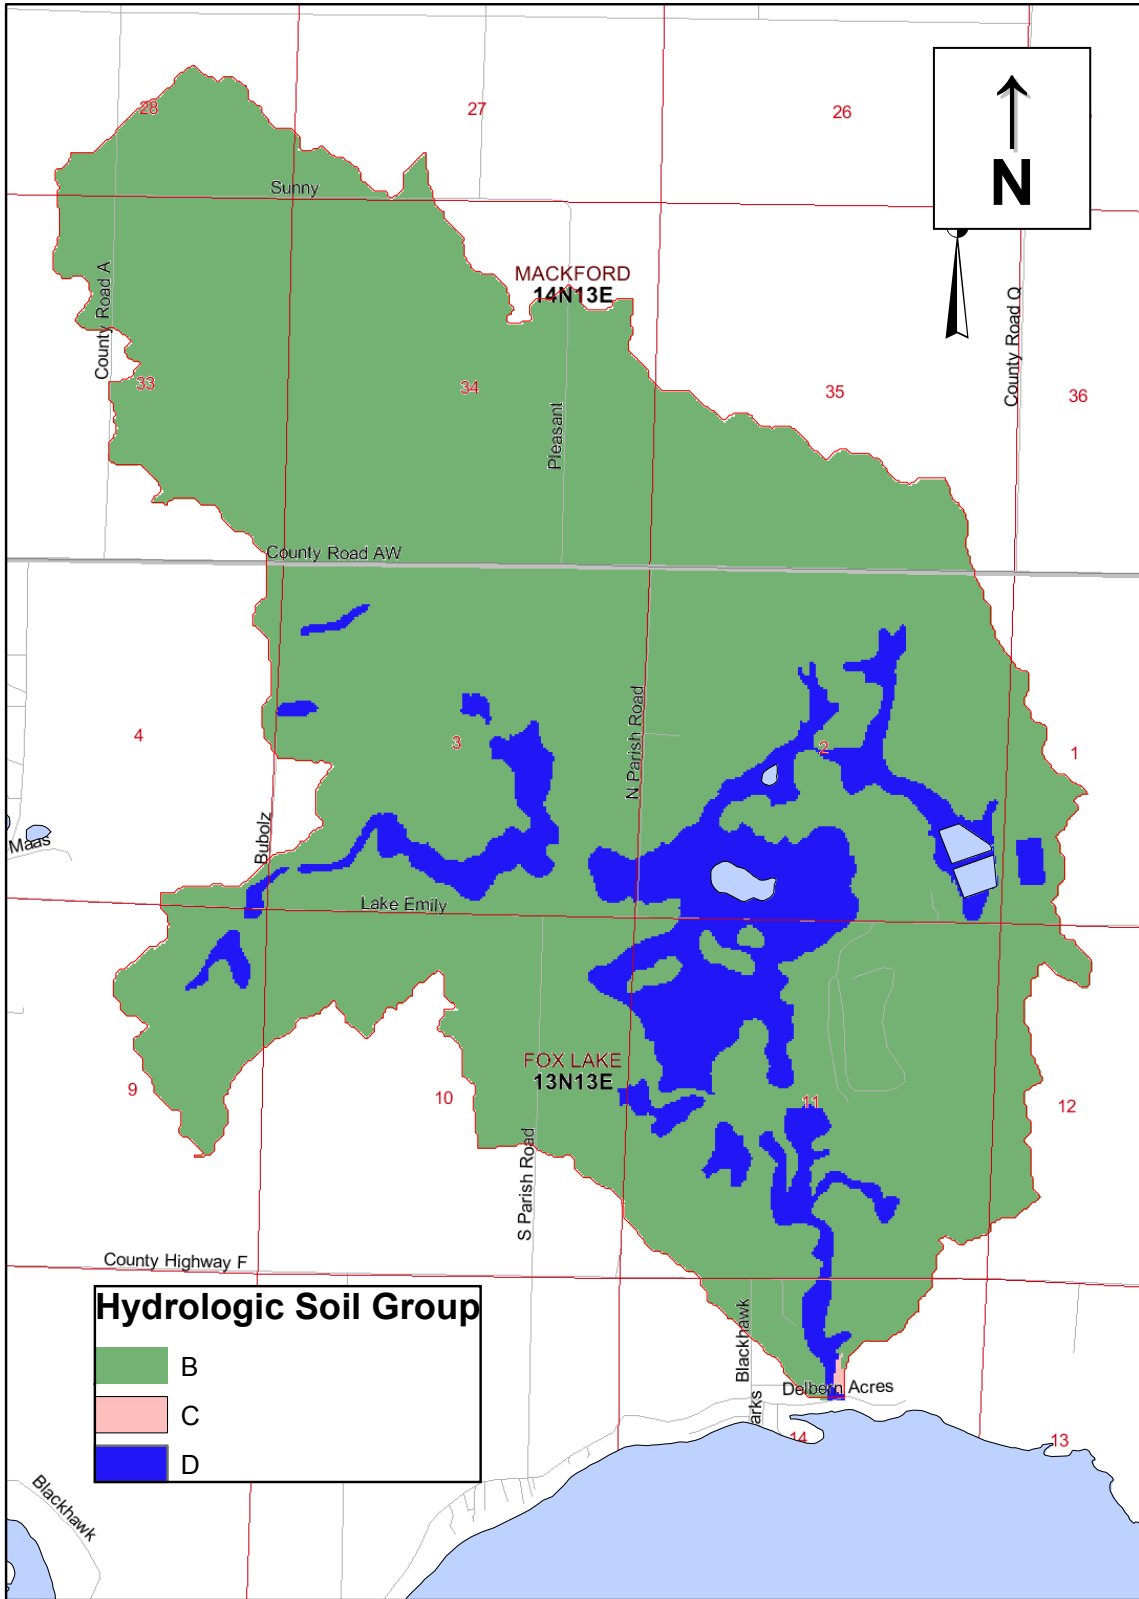 28
27
26
N
Sunny
MACKFORD
14N13E
County Road A
County Road Q
33
34
35
36
Pleasant
County Road AW
4
3
N Parish Road
2
1
Maas
Bubolz
Lake Emily
FOX LAKE
13N13E
9
10
11
12
S Parish Road
County Highway F
Hydrologic Soil Group
B
C
D
Blackhawk
Delbern Acres
arks
14
13
Blackhawk